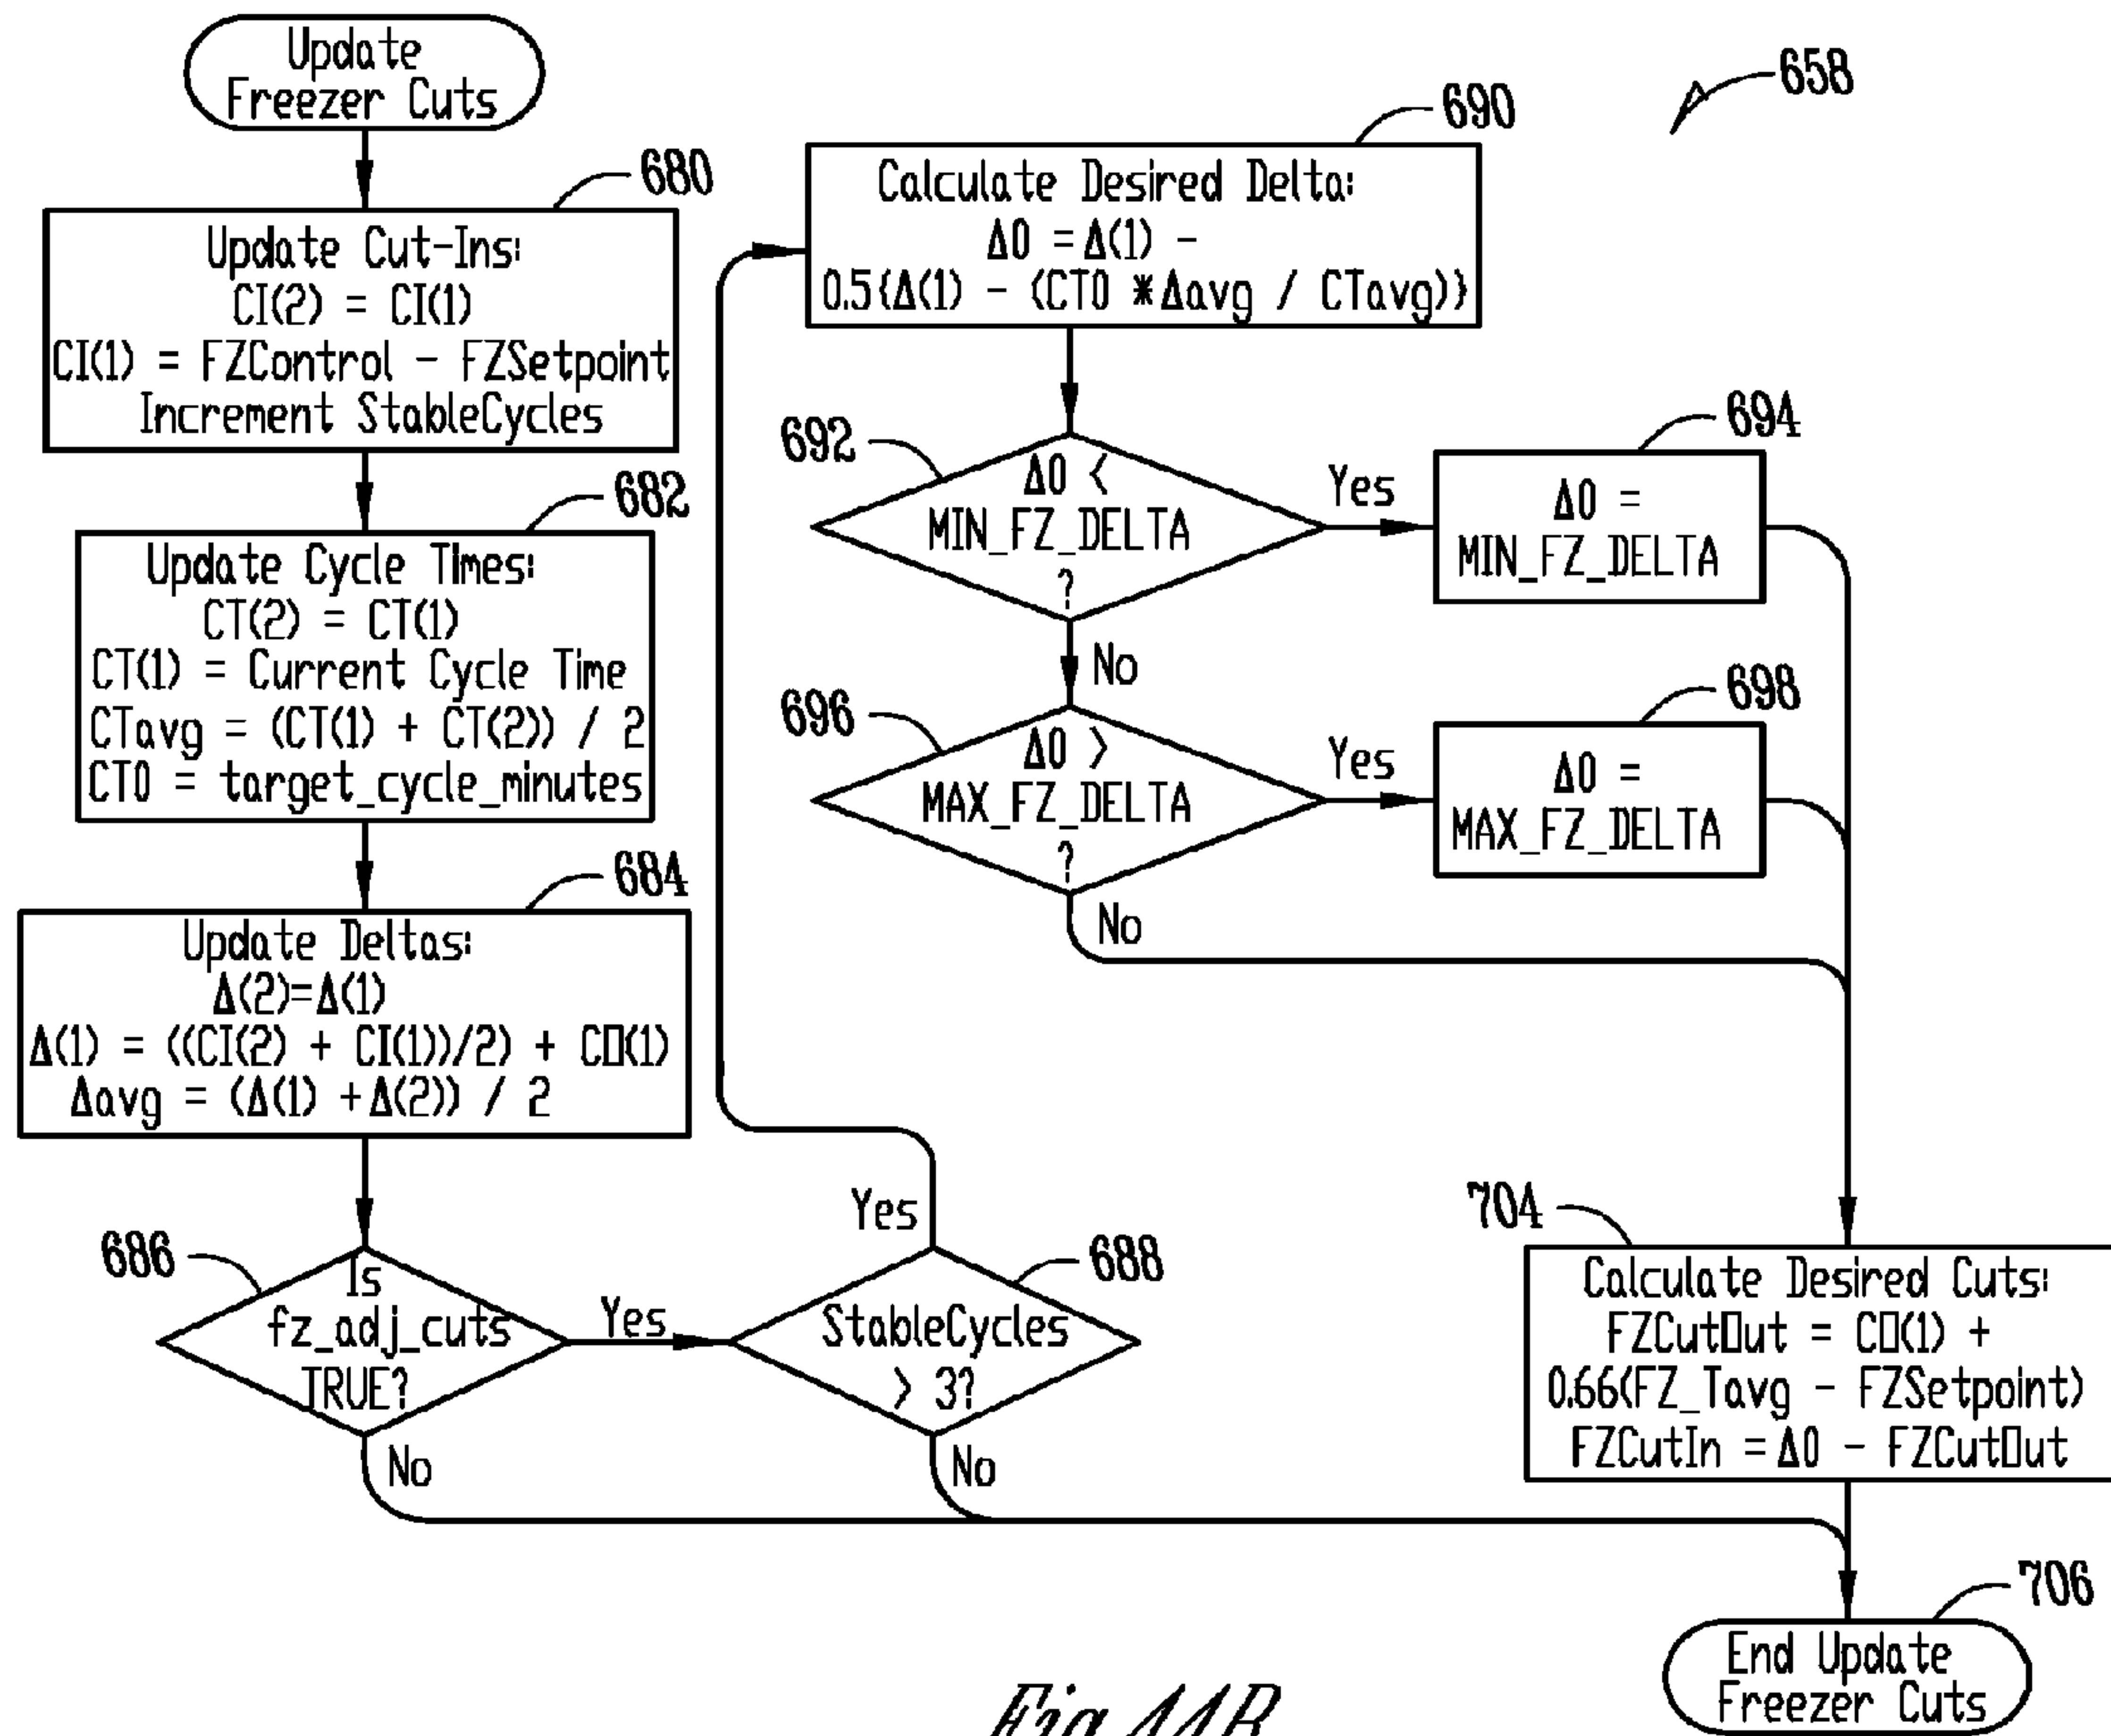 Update
Freezer Cuts
680
Update Cut-Ins:
CI(2) = CI(1)
CI(1) = FZControl - FZSetpoint
Increment StableCycles
682
Update Cycle Times:
CT(2) = CT(1)
CT(1) = Current Cycle Time
CTavg = (CT(1) + CT(2)) / 2
CT0 = target_cycle_minutes
684
Update Deltas:
Δ(2)=Δ(1)
Δ(1) = ((CI(2) + CI(1))/2) + CO(1)
Δavg = (Δ(1) +Δ(2)) / 2
686
Is
fz_adj_cuts
TRUE?
Yes
No
688
StableCycles
> 3?
Yes
No
658
690
Calculate Desired Delta:
Δ0 =Δ(1) -
0.5{Δ(1) - (CT0 *Δavg / CTavg)}
692
Δ0 <
MIN_FZ_DELTA
?
Yes
No
694
Δ0 =
MIN_FZ_DELTA
696
Δ0 >
MAX_FZ_DELTA
?
Yes
No
698
Δ0 =
MAX_FZ_DELTA
704
Calculate Desired Cuts:
FZCutOut = CO(1) +
0.66(FZ_Tavg - FZSetpoint)
FZCutIn =Δ0 - FZCutOut
706
End Update
Freezer Cuts